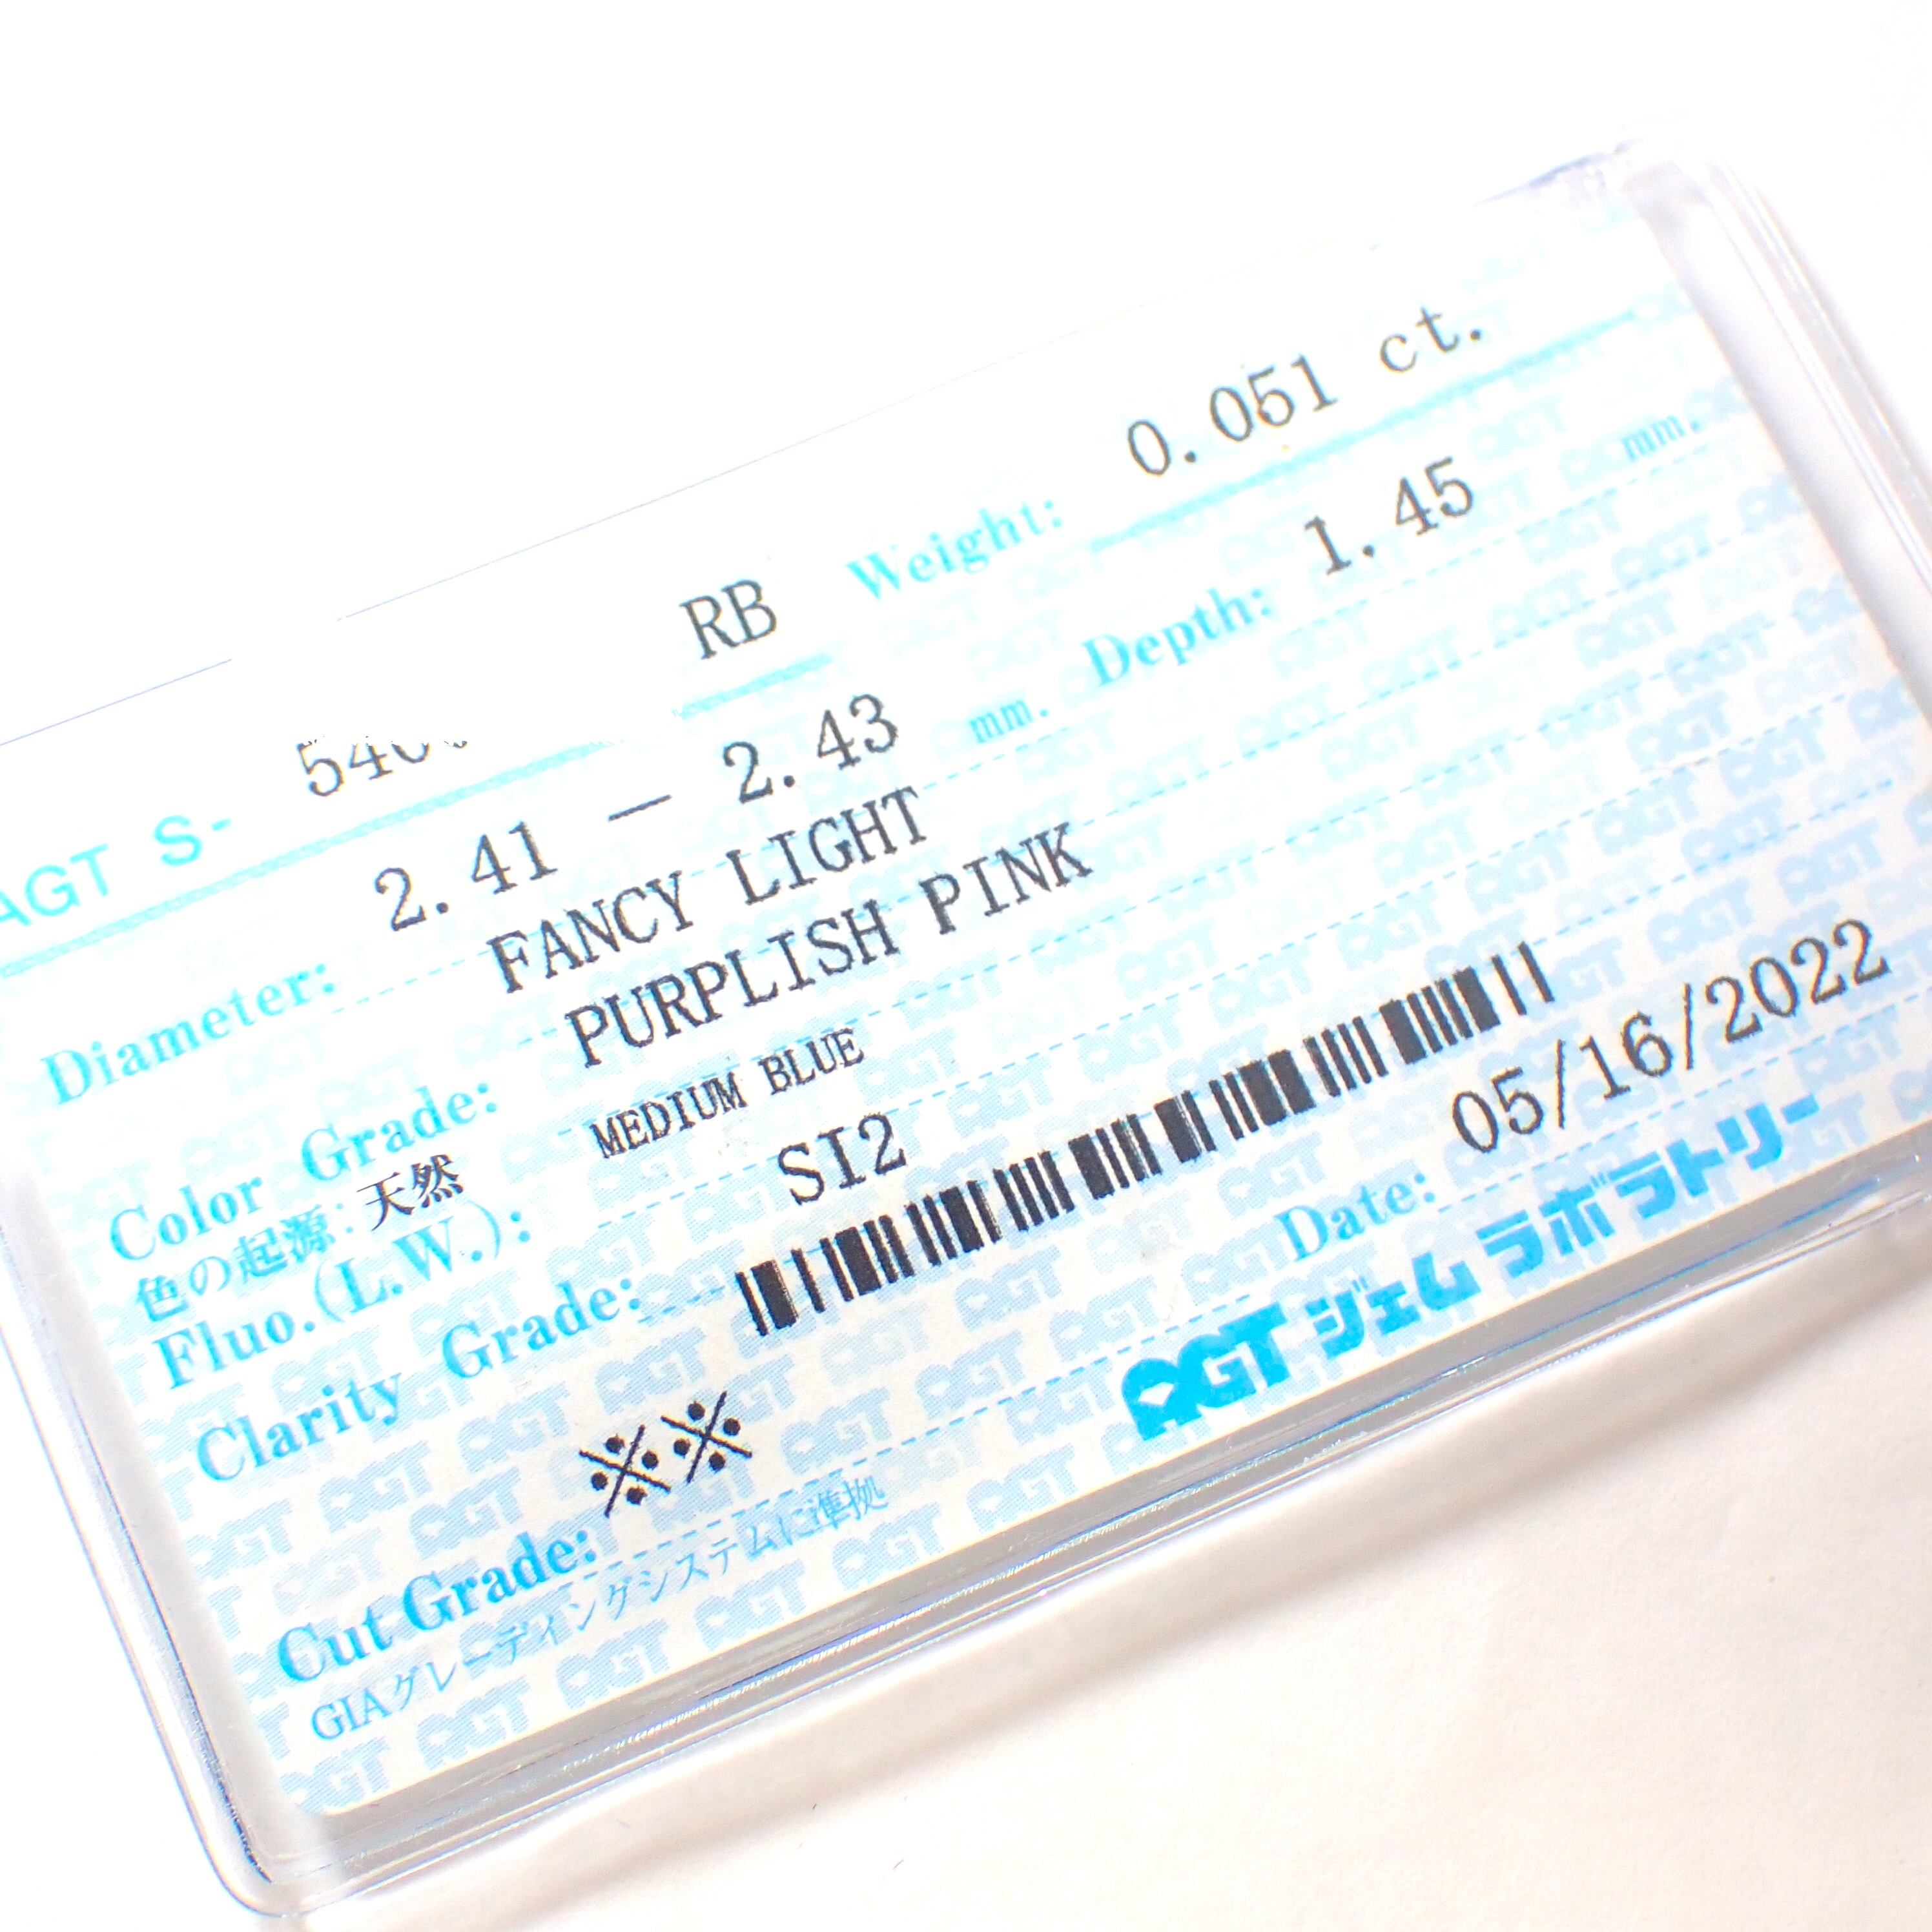 AGT S- RB Weight: 0.051 ct.
Diameter: 2.41 - 2.43 mm. Depth: 1.45 mm.
Color Grade: FANCY LIGHT
PURPLISH PINK
色の起源: 天然
Fluo.(L.W.): MEDIUM BLUE
Clarity Grade: SI2
Cut Grade: ※※
Date: 05/16/2022
GIAグレーディングシステムに準拠
AGT ジェム ラボラトリー